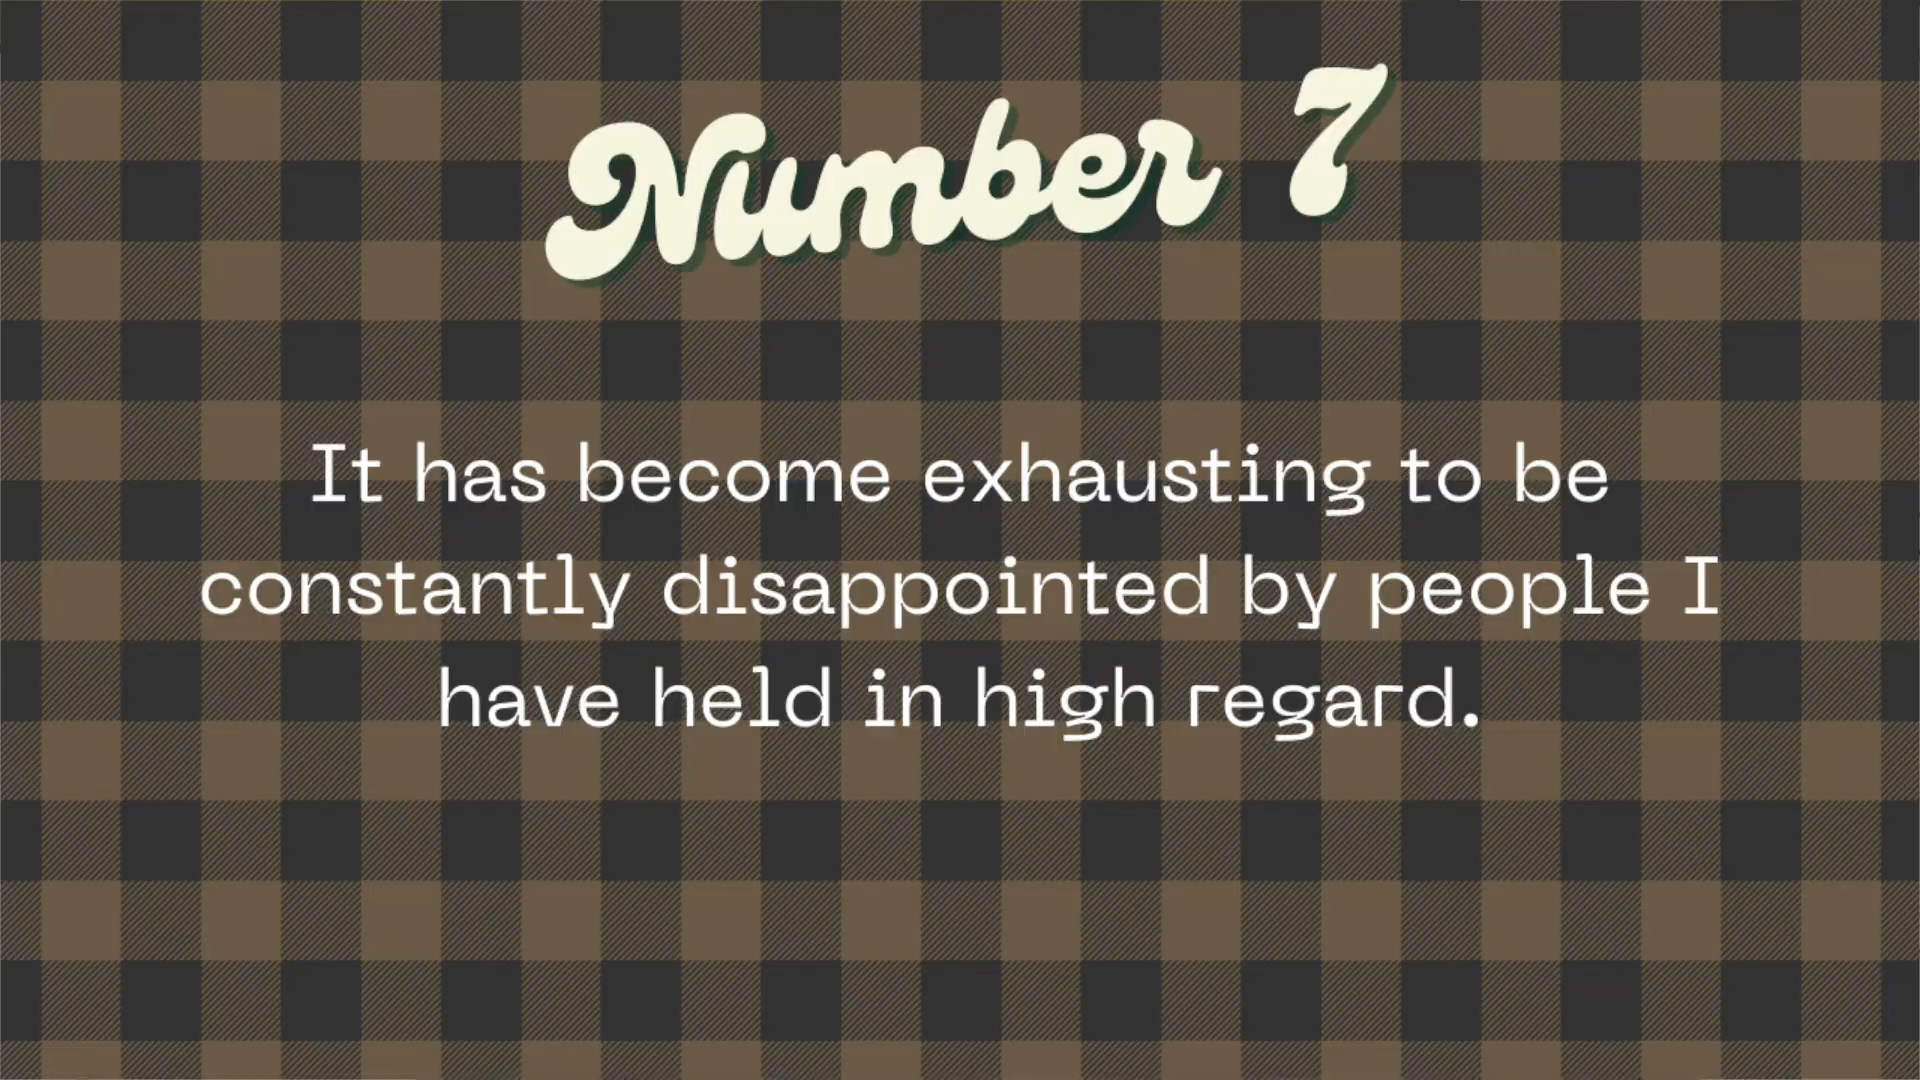 Number 7
It has become exhausting to be
constantly disappointed by people I
have held in high regard.